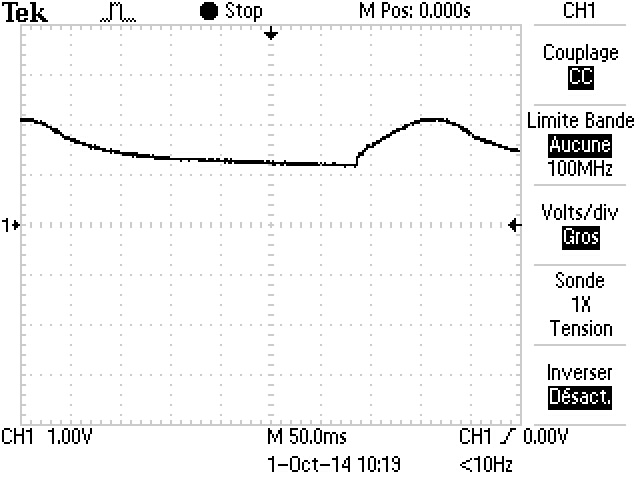 Tek Stop M Pos: 0.000s CH1
Couplage
CC
Limite Bande
Aucune
100MHz
Volts/div
Gros
1
Sonde
1X
Tension
Inverser
Désact.
CH1 1.00V M 50.0ms CH1 0.00V
1-Oct-14 10:19 <10Hz